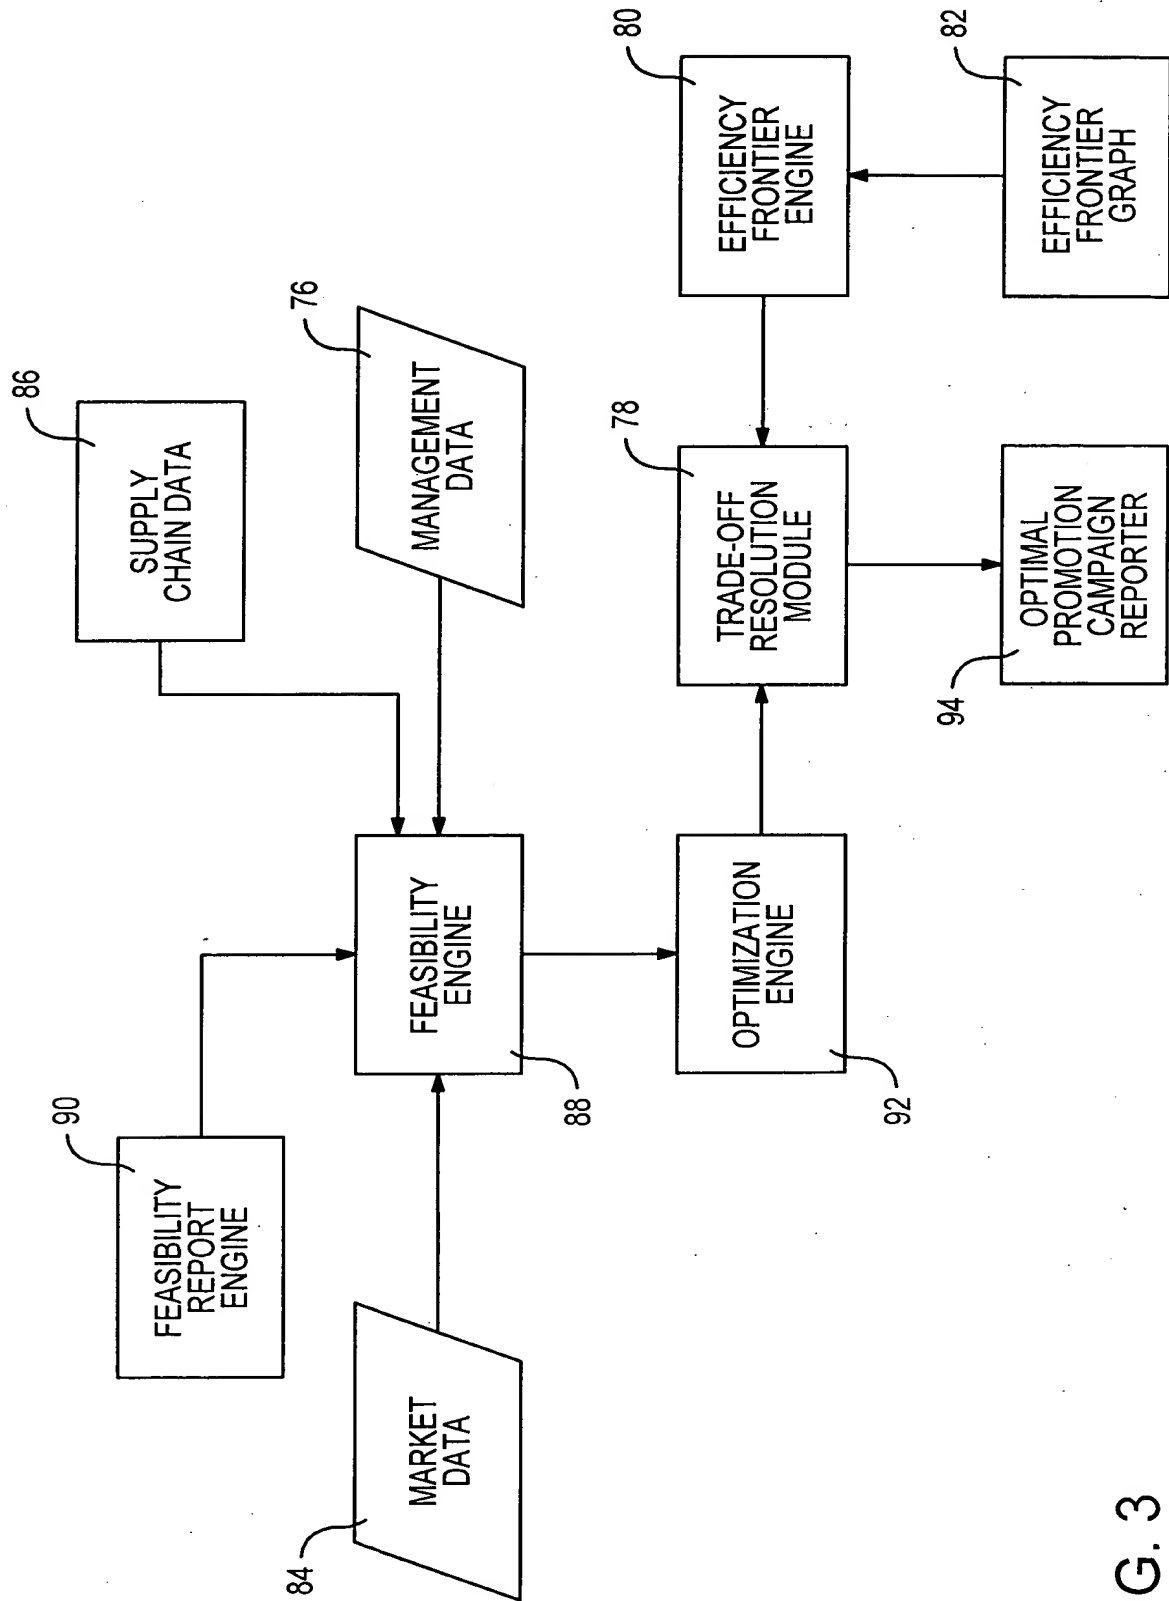 86
SUPPLY
CHAIN DATA
90
FEASIBILITY
REPORT
ENGINE
76
MANAGEMENT
DATA
FEASIBILITY
ENGINE
88
84
MARKET
DATA
80
EFFICIENCY
FRONTIER
ENGINE
78
TRADE-OFF
RESOLUTION
MODULE
OPTIMIZATION
ENGINE
92
82
EFFICIENCY
FRONTIER
GRAPH
94
OPTIMAL
PROMOTION
CAMPAIGN
REPORTER
G. 3